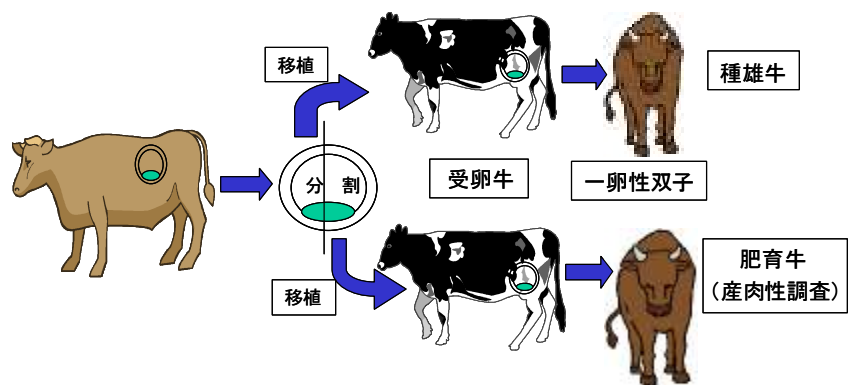 移植
種雄牛
分割
受卵牛
一卵性双子
移植
肥育牛
（産肉性調査）